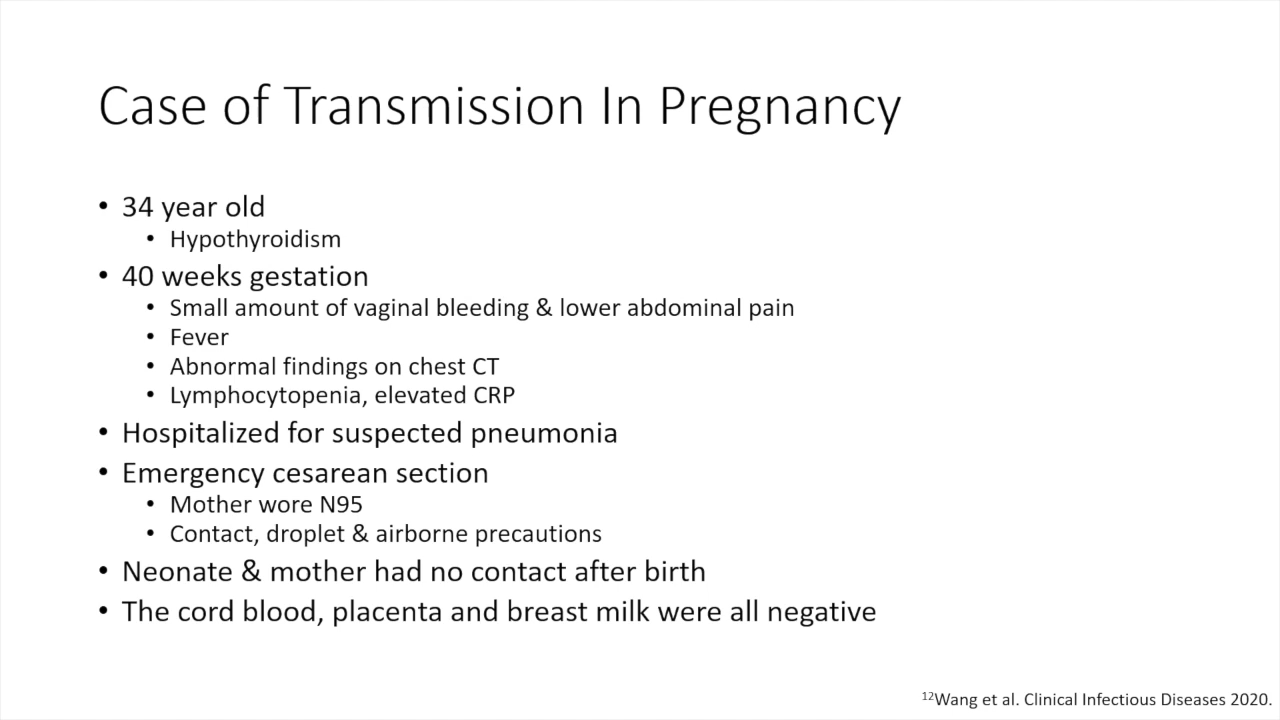 Case of Transmission In Pregnancy
• 34 year old
• Hypothyroidism
• 40 weeks gestation
• Small amount of vaginal bleeding & lower abdominal pain
• Fever
• Abnormal findings on chest CT
• Lymphocytopenia, elevated CRP
• Hospitalized for suspected pneumonia
• Emergency cesarean section
• Mother wore N95
• Contact, droplet & airborne precautions
• Neonate & mother had no contact after birth
• The cord blood, placenta and breast milk were all negative
¹²Wang et al. Clinical Infectious Diseases 2020.